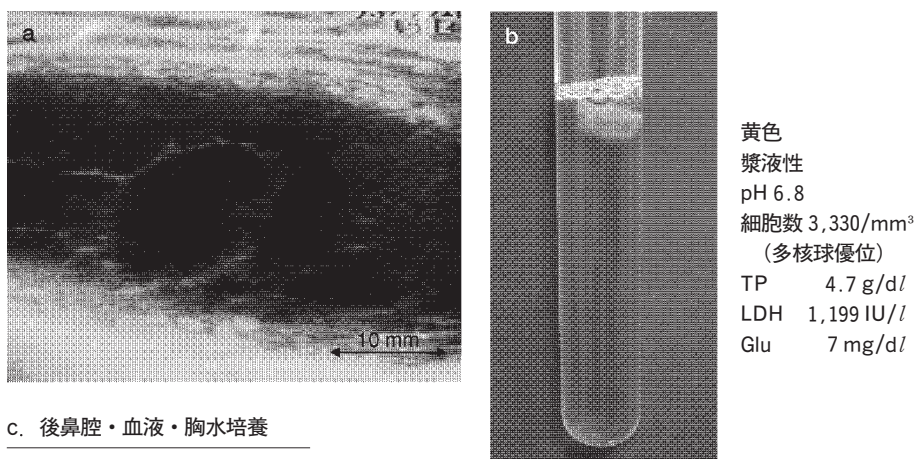 a
10 mm
b
黄色
漿液性
pH 6.8
細胞数 3,330/mm³
（多核球優位）
TP 4.7 g/dl
LDH 1,199 IU/l
Glu 7 mg/dl
c. 後鼻腔・血液・胸水培養